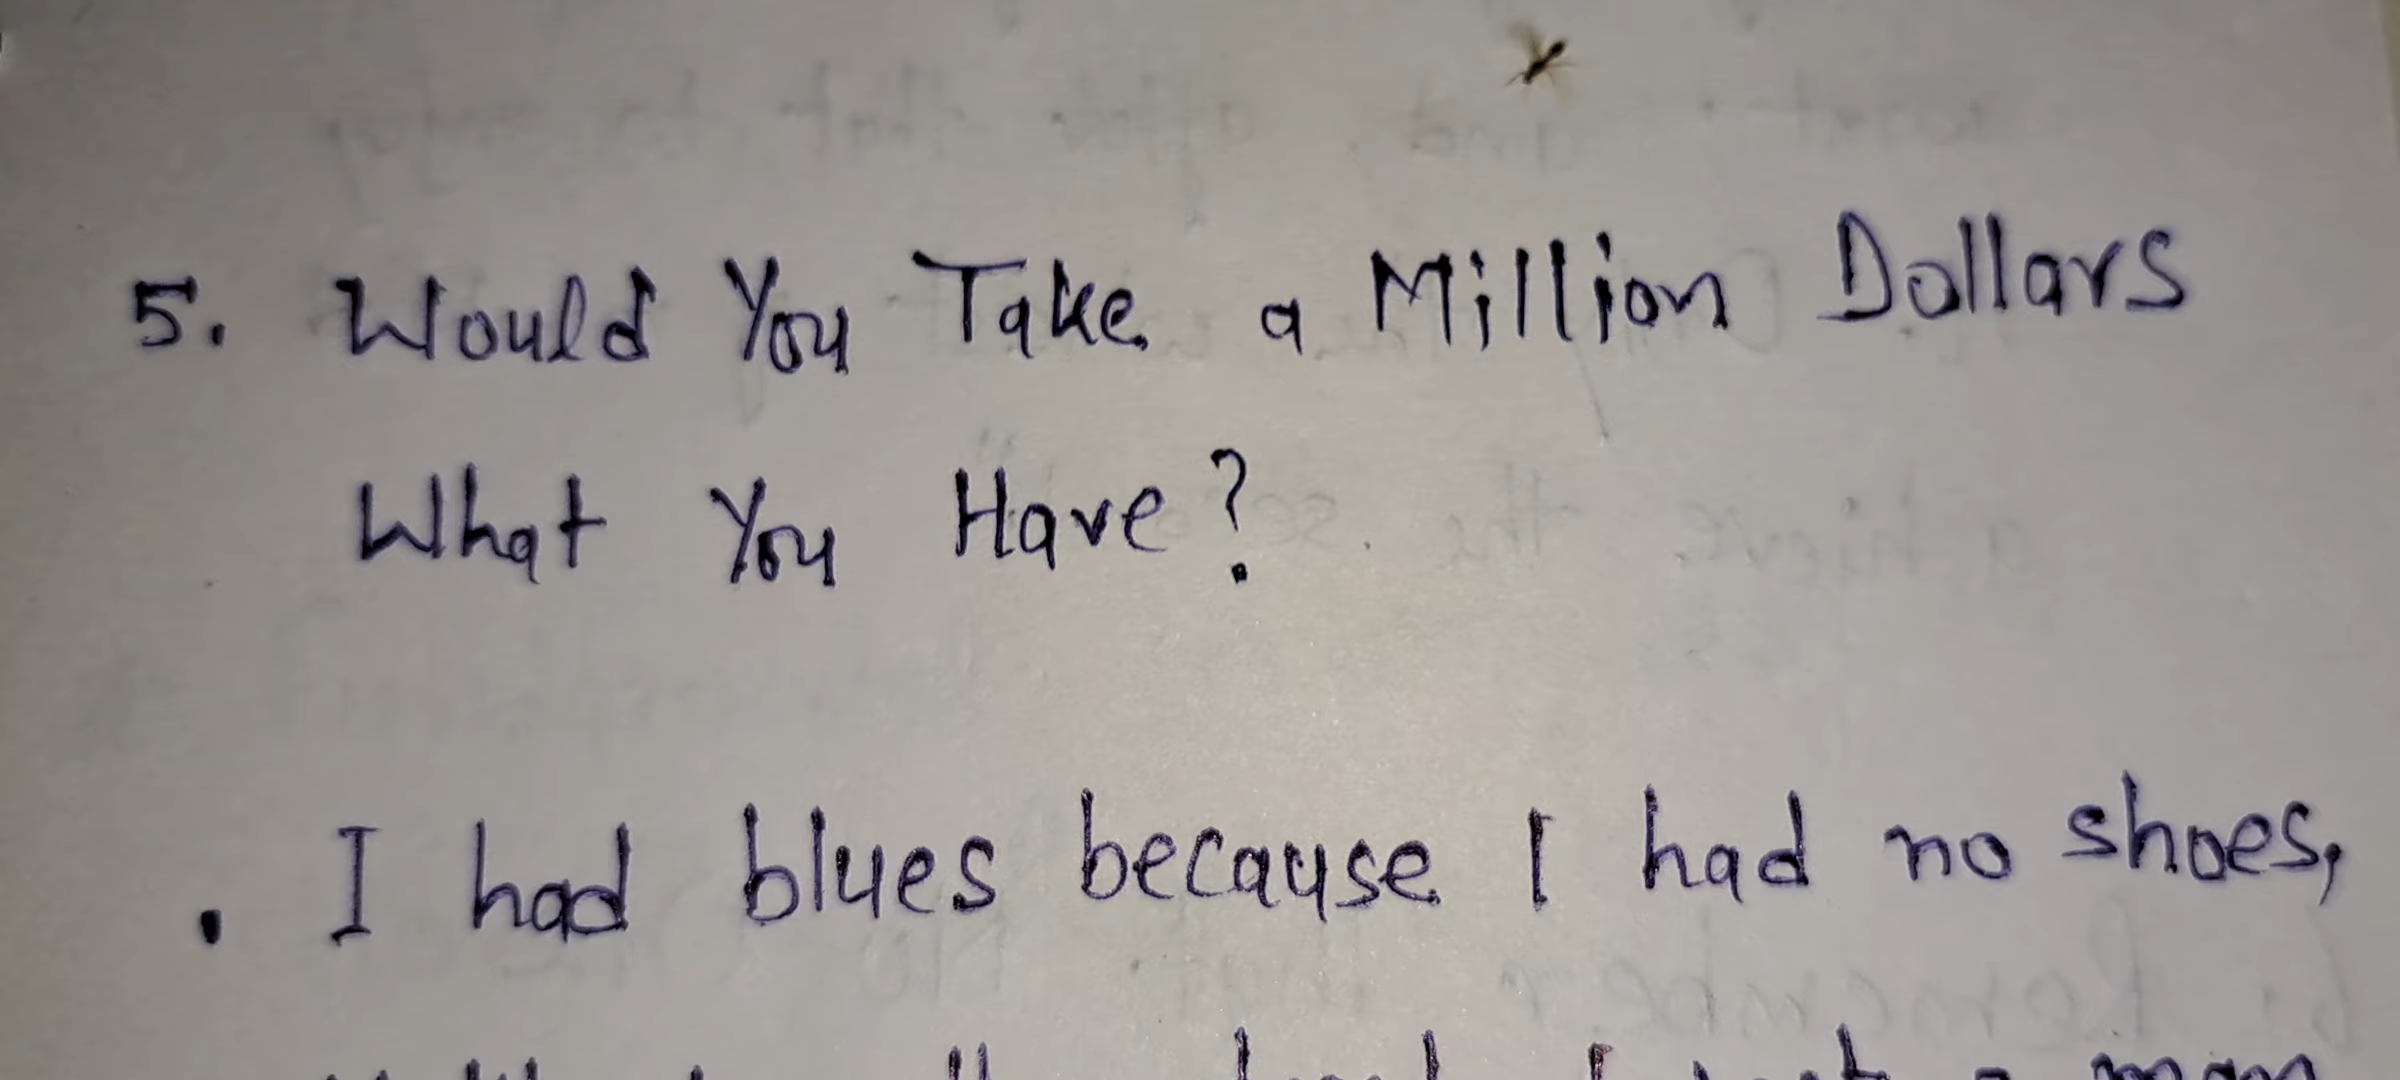 5. Would You Take a Million Dollars
What You Have?
. I had blues because I had no shoes,